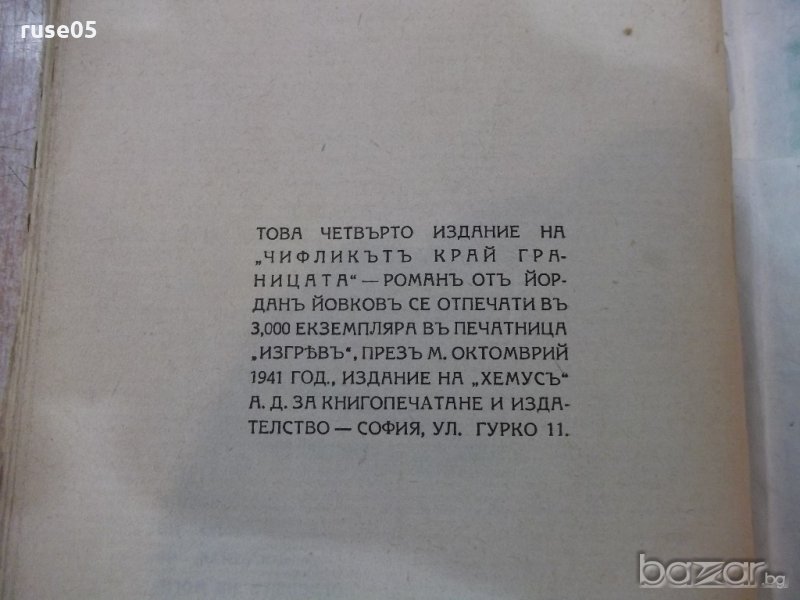 ruse05
ТОВА ЧЕТВЪРТО ИЗДАНИЕ НА
„ЧИФЛИКЪТЪ КРАЙ ГРА-
НИЦАТА“ — РОМАНЪ ОТЪ ЙОР-
ДАНЪ ЙОВКОВЪ СЕ ОТПЕЧАТИ ВЪ
3,000 ЕКЗЕМПЛЯРА ВЪ ПЕЧАТНИЦА
„ИЗГРѢВЪ“, ПРЕЗЪ М. ОКТОМВРИЙ
1941 ГОД., ИЗДАНИЕ НА „ХЕМУСЪ“
А. Д. ЗА КНИГОПЕЧАТАНЕ И ИЗДА-
ТЕЛСТВО — СОФИЯ, УЛ. ГУРКО 11.
bazar.bg